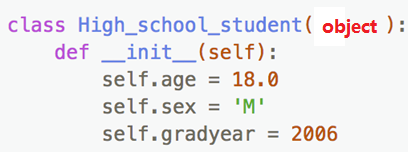 class High_school_student( object ):
def __init__(self):
self.age = 18.0
self.sex = 'M'
self.gradyear = 2006